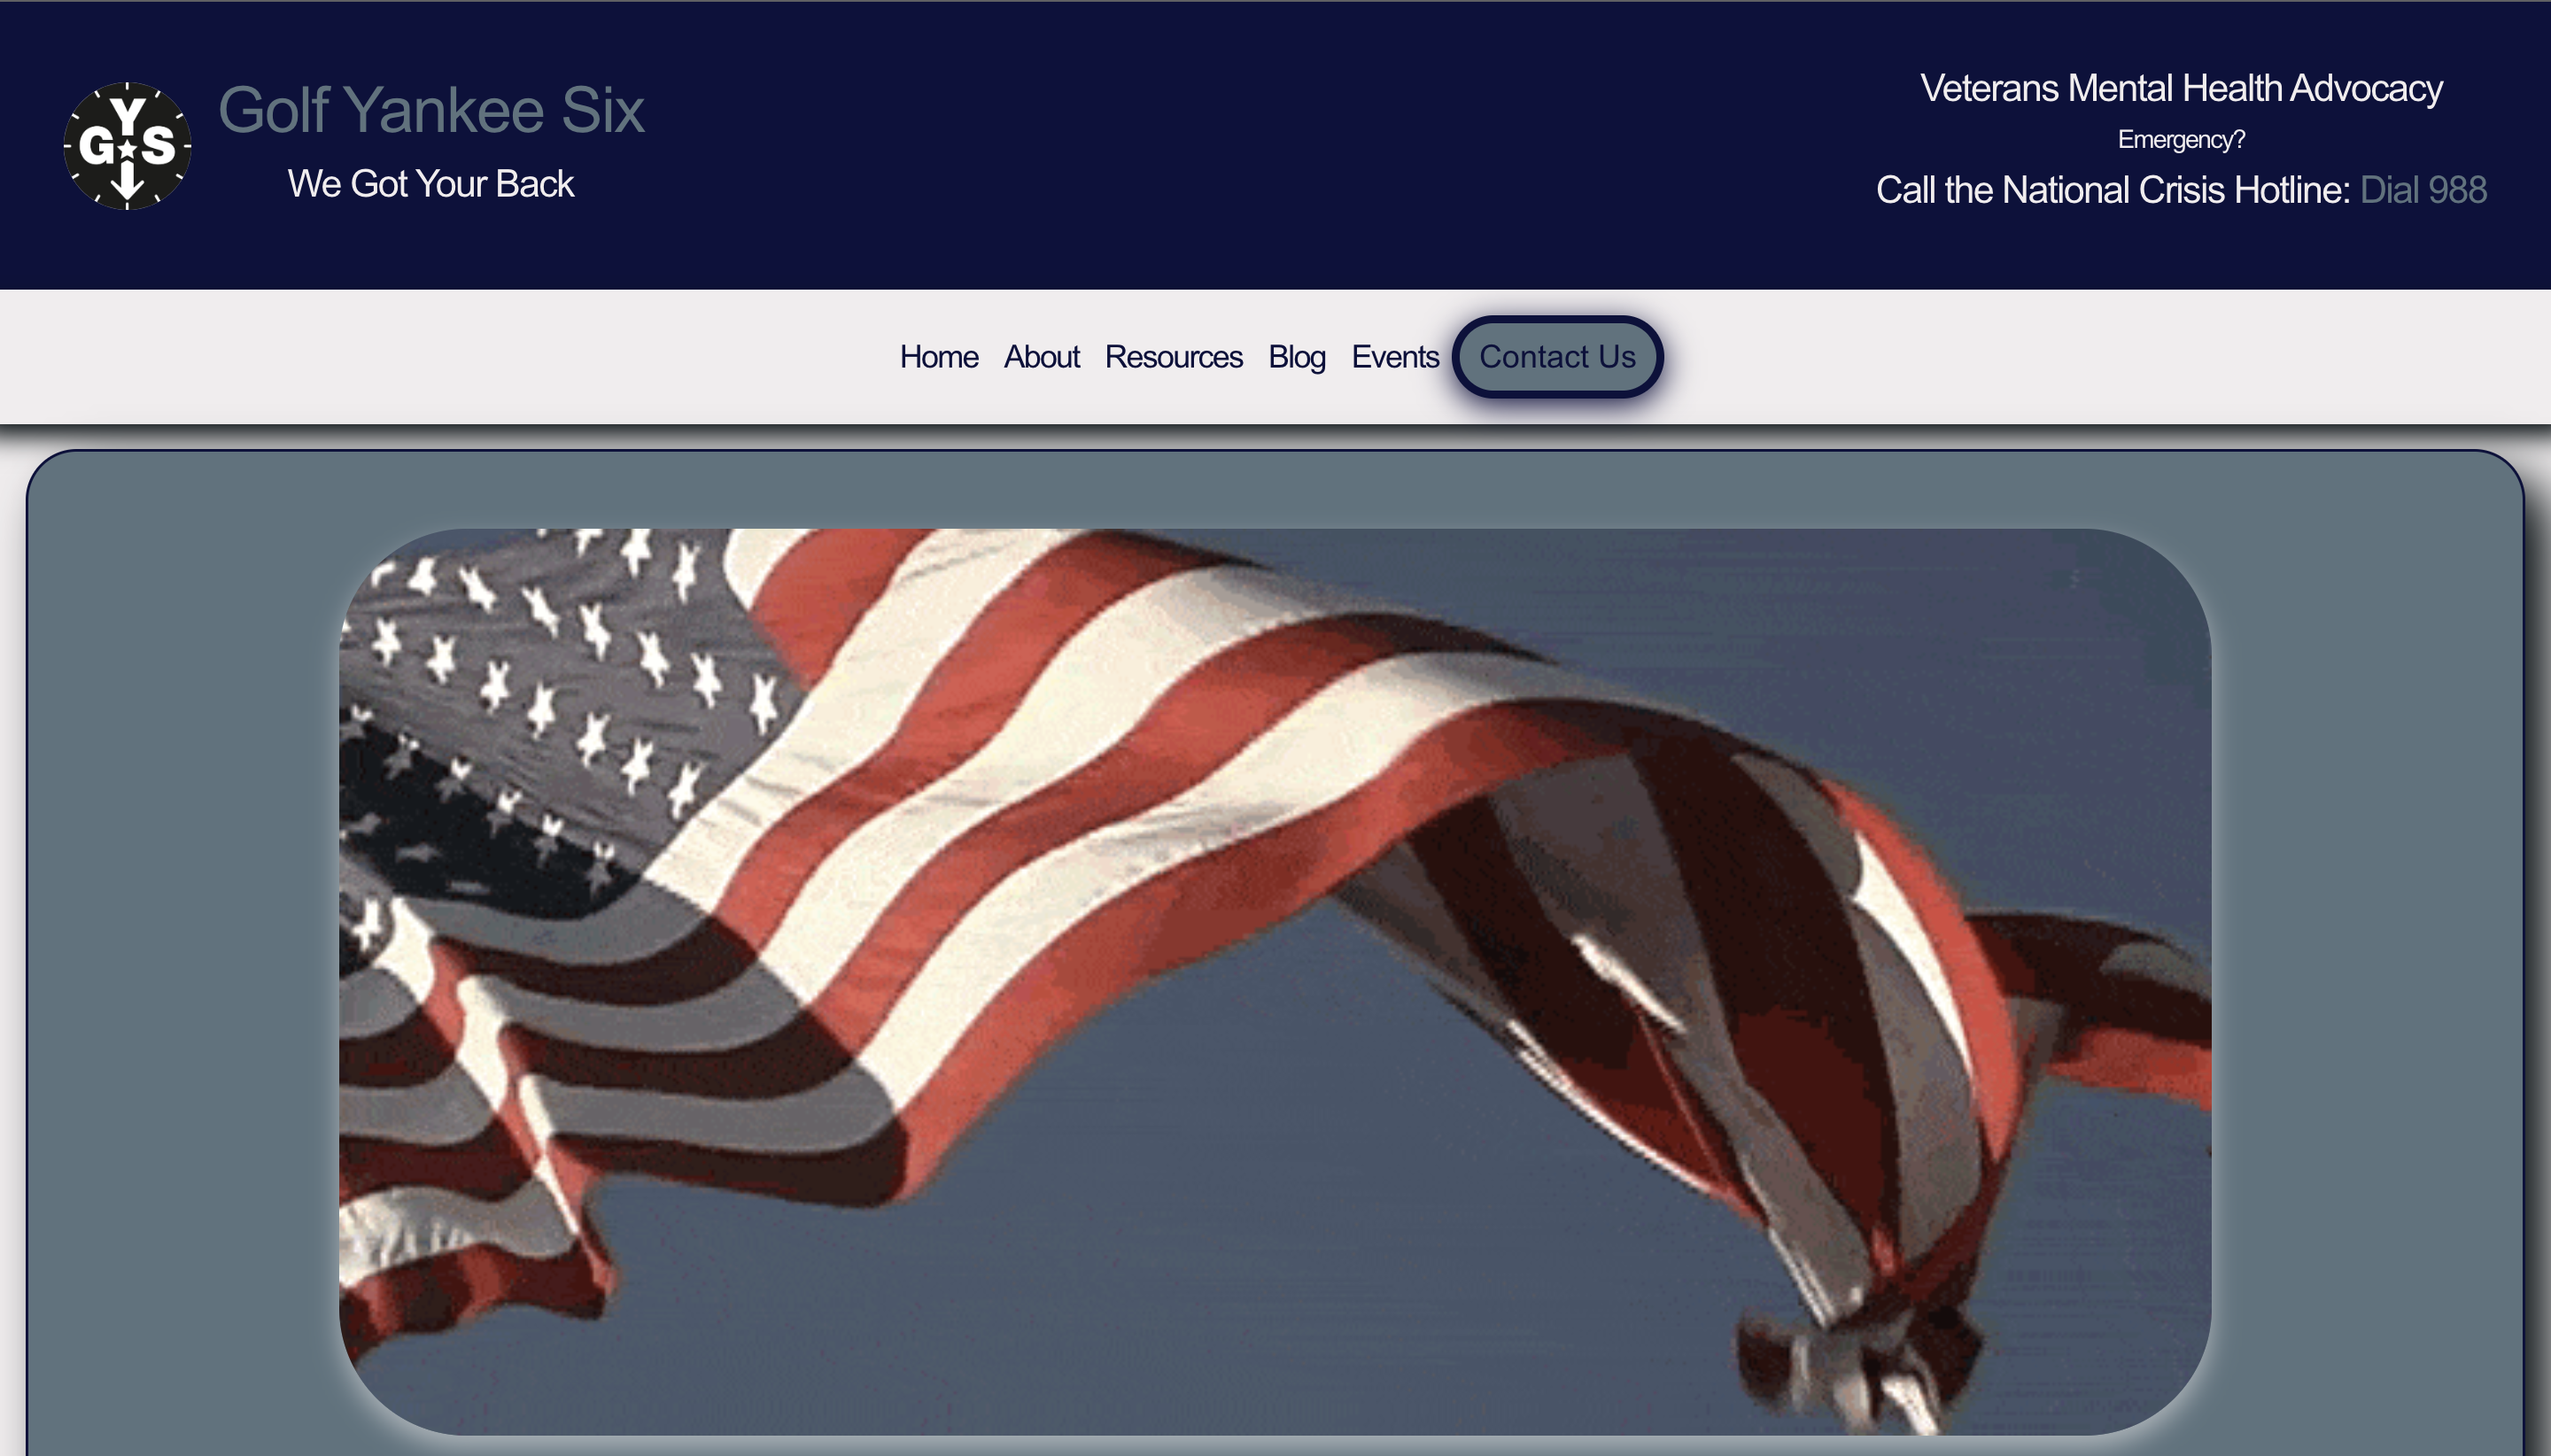 GYS
Golf Yankee Six
We Got Your Back
Veterans Mental Health Advocacy
Emergency?
Call the National Crisis Hotline: Dial 988
Home About Resources Blog Events Contact Us